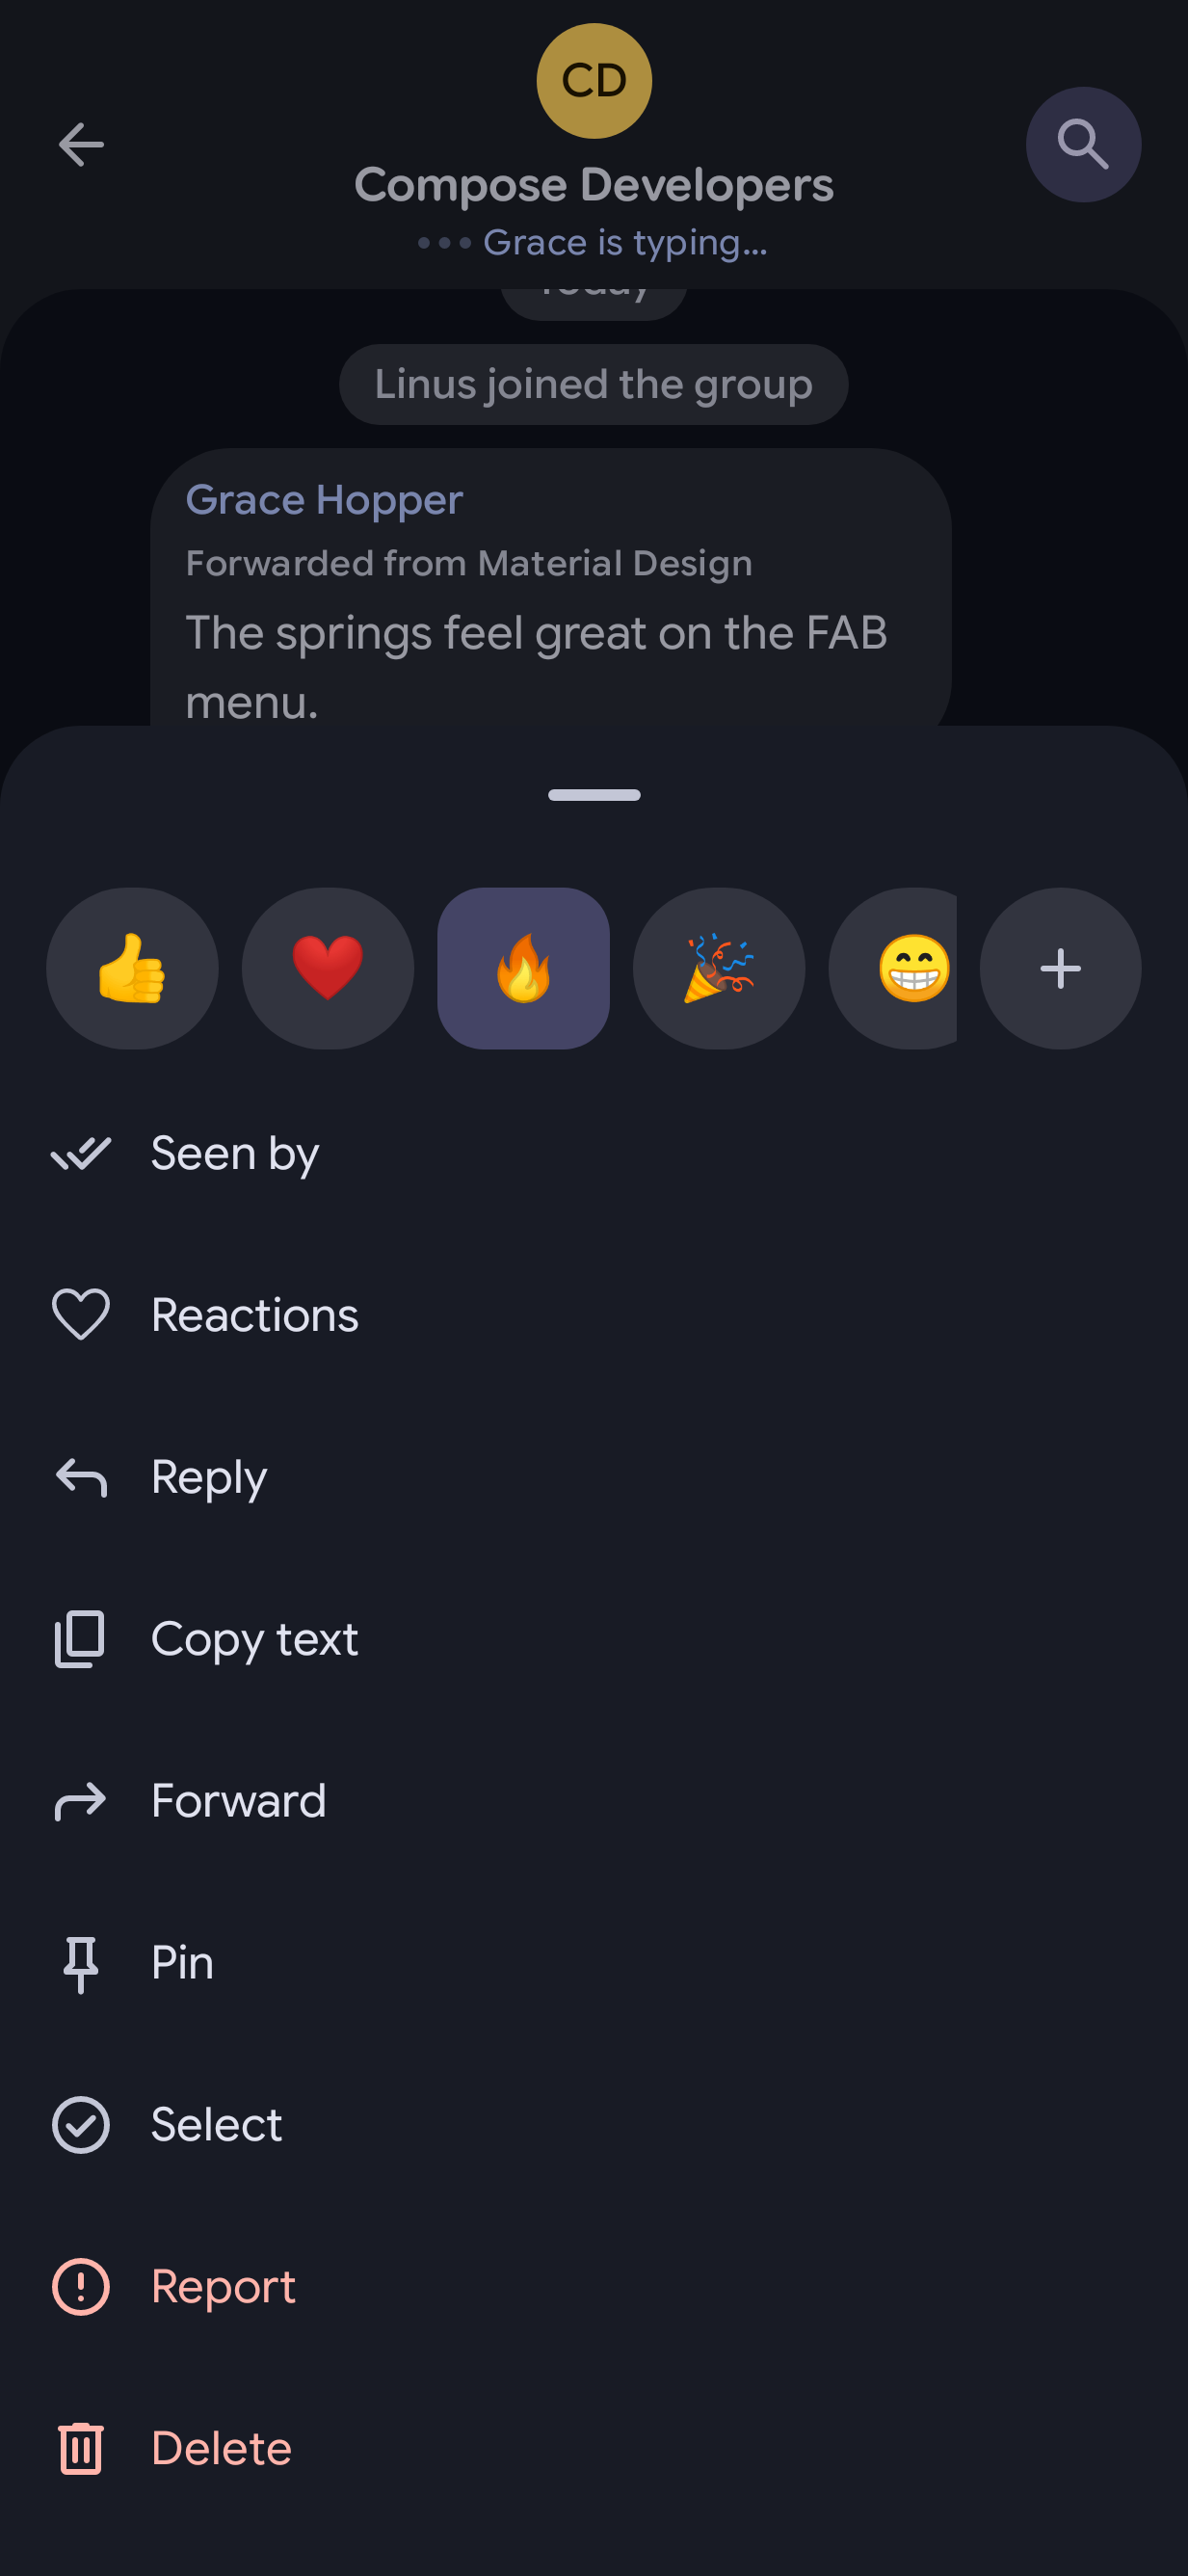 CD
Compose Developers
Grace is typing...
Today
Linus joined the group
Grace Hopper
Forwarded from Material Design
The springs feel great on the FAB
menu.
Seen by
Reactions
Reply
Copy text
Forward
Pin
Select
Report
Delete